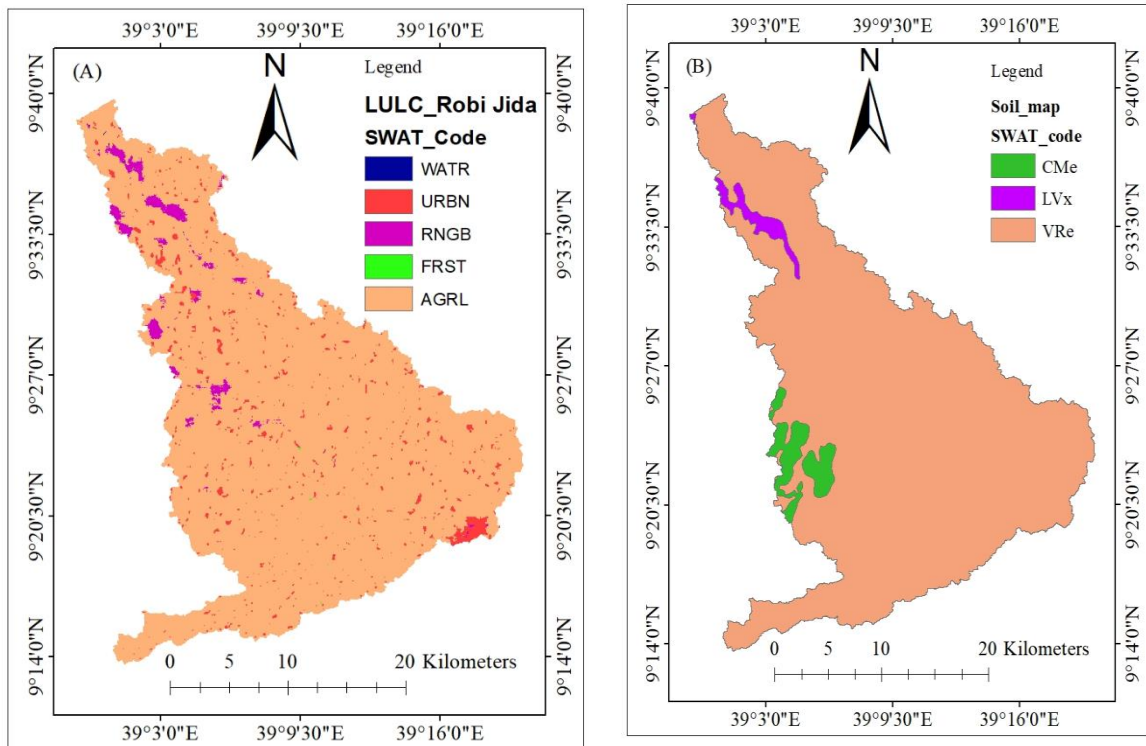 39°3'0"E 39°9'30"E 39°16'0"E
(A)
N
Legend
LULC_Robi Jida
SWAT_Code
WATR
URBN
RNGB
FRST
AGRL
9°40'0"N
9°33'30"N
9°27'0"N
9°20'30"N
9°14'0"N
9°40'0"N
9°33'30"N
9°27'0"N
9°20'30"N
9°14'0"N
0 5 10 20 Kilometers
39°3'0"E 39°9'30"E 39°16'0"E
39°3'0"E 39°9'30"E 39°16'0"E
(B)
N
Legend
Soil_map
SWAT_code
CMe
LVx
VRe
9°40'0"N
9°33'30"N
9°27'0"N
9°20'30"N
9°14'0"N
9°40'0"N
9°33'30"N
9°27'0"N
9°20'30"N
9°14'0"N
0 5 10 20 Kilometers
39°3'0"E 39°9'30"E 39°16'0"E